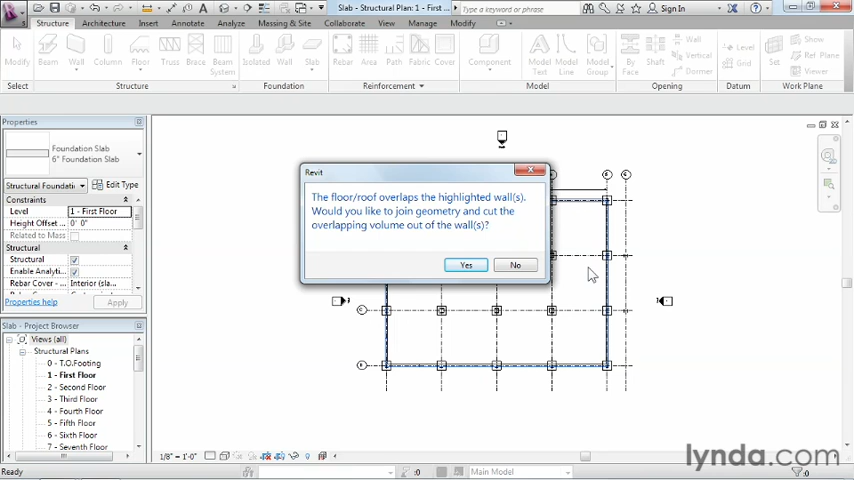 Slab - Structural Plan: 1 - First ...
Type a keyword or phrase
Sign In
Structure
Architecture
Insert
Annotate
Analyze
Massing & Site
Collaborate
View
Manage
Modify
Modify
Beam
Wall
Column
Floor
Truss
Brace
Beam
System
Isolated
Wall
Slab
Rebar
Area
Path
Fabric
Cover
Component
Model
Text
Model
Line
Model
Group
By
Face
Shaft
Wall
Vertical
Dormer
Level
Grid
Set
Show
Ref Plane
Viewer
Select
Structure
Foundation
Reinforcement
Model
Opening
Datum
Work Plane
Properties
Foundation Slab
6" Foundation Slab
Structural Foundati
Edit Type
Constraints
Level
1 - First Floor
Height Offset ...
0' 0"
Related to Mass
Structural
Structural
Enable Analyti...
Rebar Cover - ...
Interior (sla...
Properties help
Apply
Slab - Project Browser
Views (all)
Structural Plans
0 - T.O.Footing
1 - First Floor
2 - Second Floor
3 - Third Floor
4 - Fourth Floor
5 - Fifth Floor
6 - Sixth Floor
7 - Seventh Floor
Revit
The floor/roof overlaps the highlighted wall(s).
Would you like to join geometry and cut the
overlapping volume out of the wall(s)?
Yes
No
1/8" = 1'-0"
Ready
:0
Main Model
:0
lynda.com